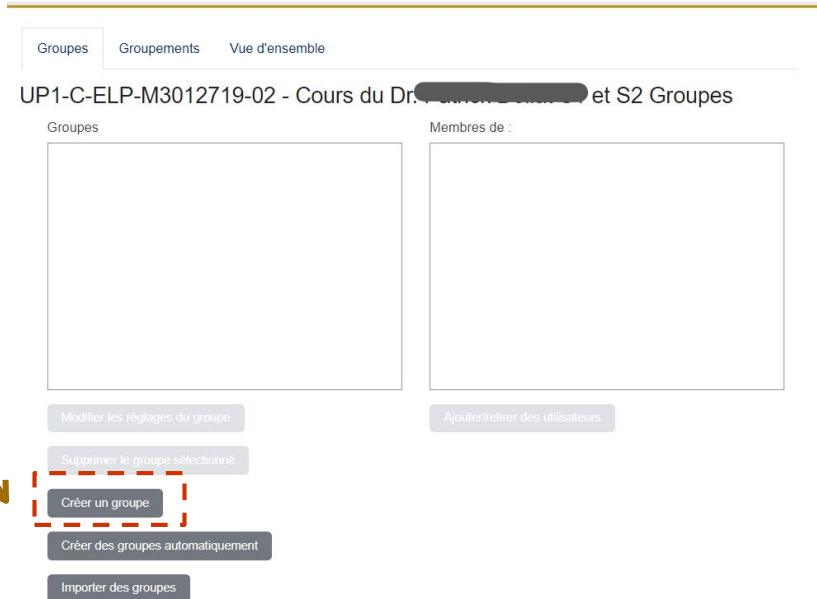 Groupes Groupements Vue d'ensemble
UP1-C-ELP-M3012719-02 - Cours du Dr. et S2 Groupes
Groupes Membres de :
Modifier les réglages du groupe Ajouter/retirer des utilisateurs
Supprimer le groupe sélectionné
Créer un groupe
Créer des groupes automatiquement
Importer des groupes